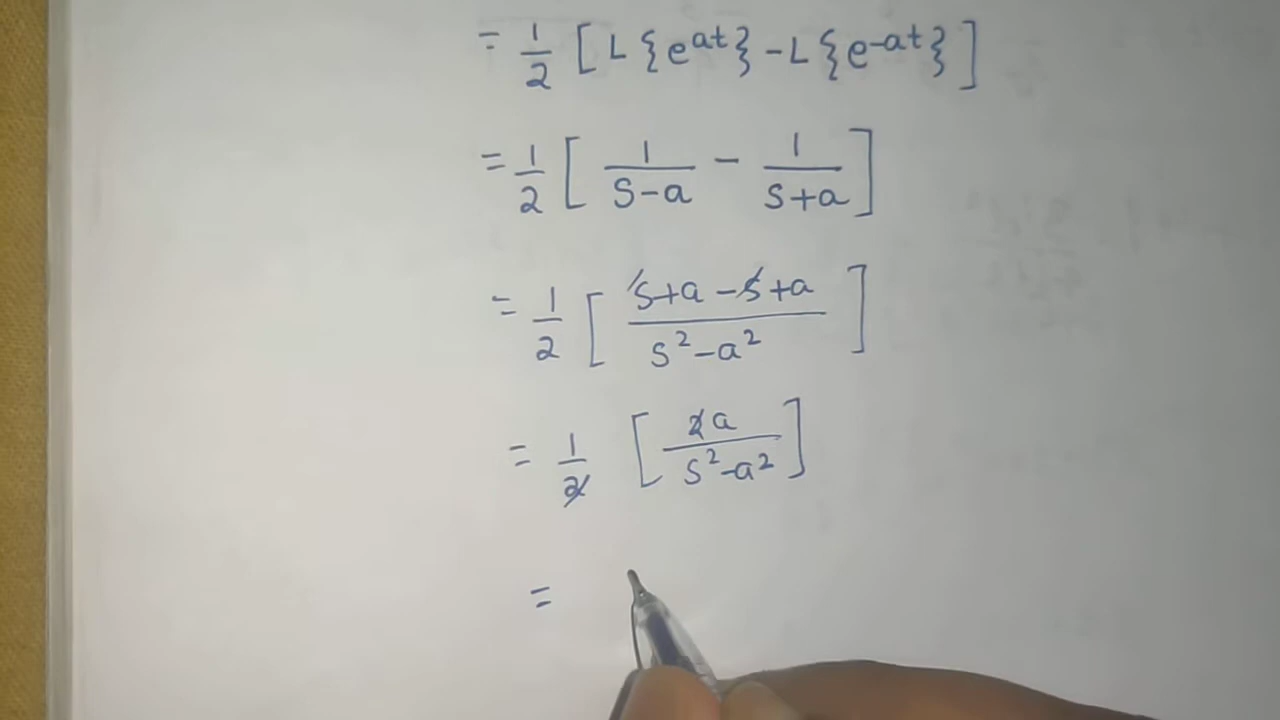 = 1/2 [ L {e^at} - L {e^-at} ]
= 1/2 [ 1/(S-a) - 1/(S+a) ]
= 1/2 [ (S+a-S+a)/(S²-a²) ]
= 1/2 [ 2a/(S²-a²) ]
=